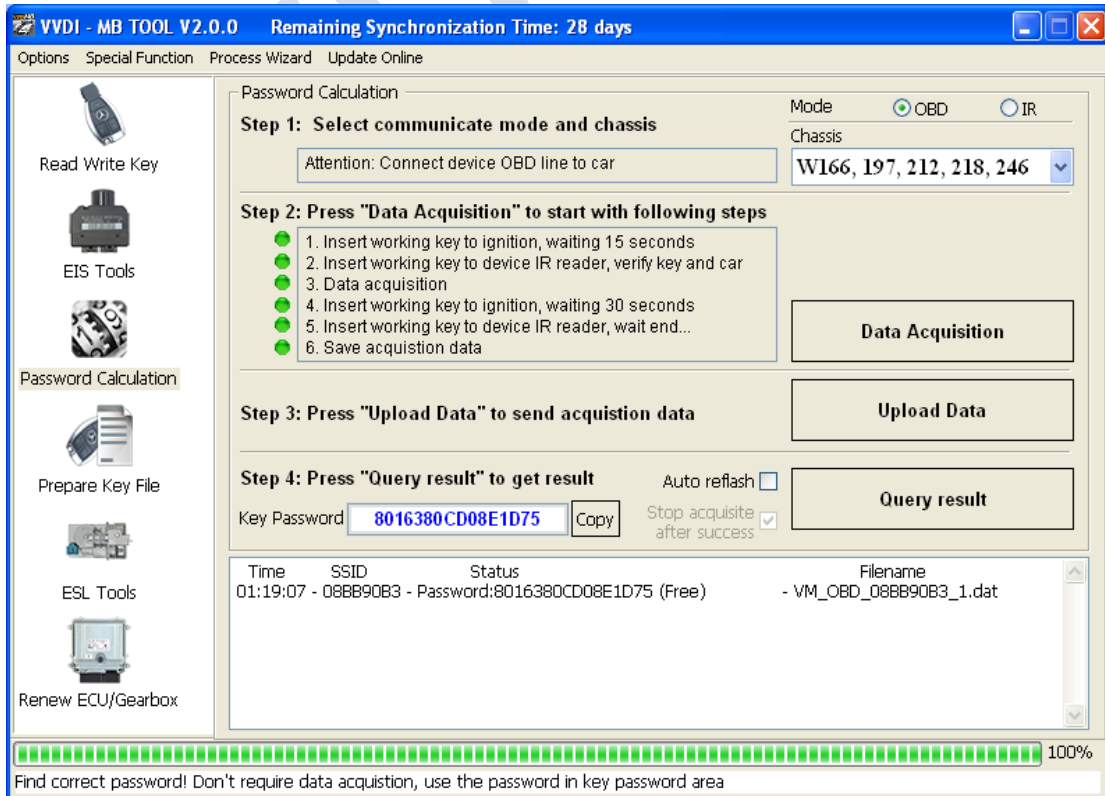 VVDI - MB TOOL V2.0.0 Remaining Synchronization Time: 28 days
Options Special Function Process Wizard Update Online
Read Write Key
EIS Tools
Password Calculation
Prepare Key File
ESL Tools
Renew ECU/Gearbox
Password Calculation
Mode OBD IR
Step 1: Select communicate mode and chassis
Chassis
Attention: Connect device OBD line to car
W166, 197, 212, 218, 246
Step 2: Press "Data Acquisition" to start with following steps
1. Insert working key to ignition, waiting 15 seconds
2. Insert working key to device IR reader, verify key and car
3. Data acquisition
4. Insert working key to ignition, waiting 30 seconds
5. Insert working key to device IR reader, wait end...
6. Save acquistion data
Data Acquisition
Step 3: Press "Upload Data" to send acquistion data
Upload Data
Step 4: Press "Query result" to get result
Auto reflash
Query result
Key Password 8016380CD08E1D75 Copy
Stop acquisite
after success
Time SSID Status Filename
01:19:07 - 08BB90B3 - Password:8016380CD08E1D75 (Free) - VM_OBD_08BB90B3_1.dat
100%
Find correct password! Don't require data acquistion, use the password in key password area